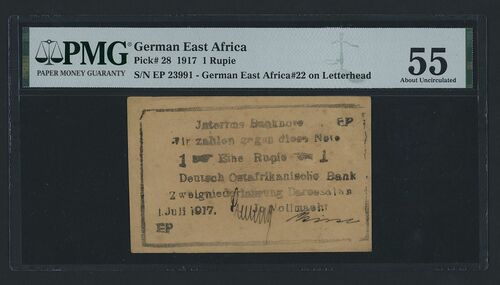 PMG
PAPER MONEY GUARANTY
German East Africa
Pick# 28 1917 1 Rupie
S/N EP 23991 - German East Africa#22 on Letterhead
55
About Uncirculated
Interims Banknote EP
Wir zahlen gegen diese Note
1 Eine Rupie 1
Deutsch Ostafrikanische Bank
Zweigniederlassung Daressalam
1.Juli 1917. Vollmacht
EP